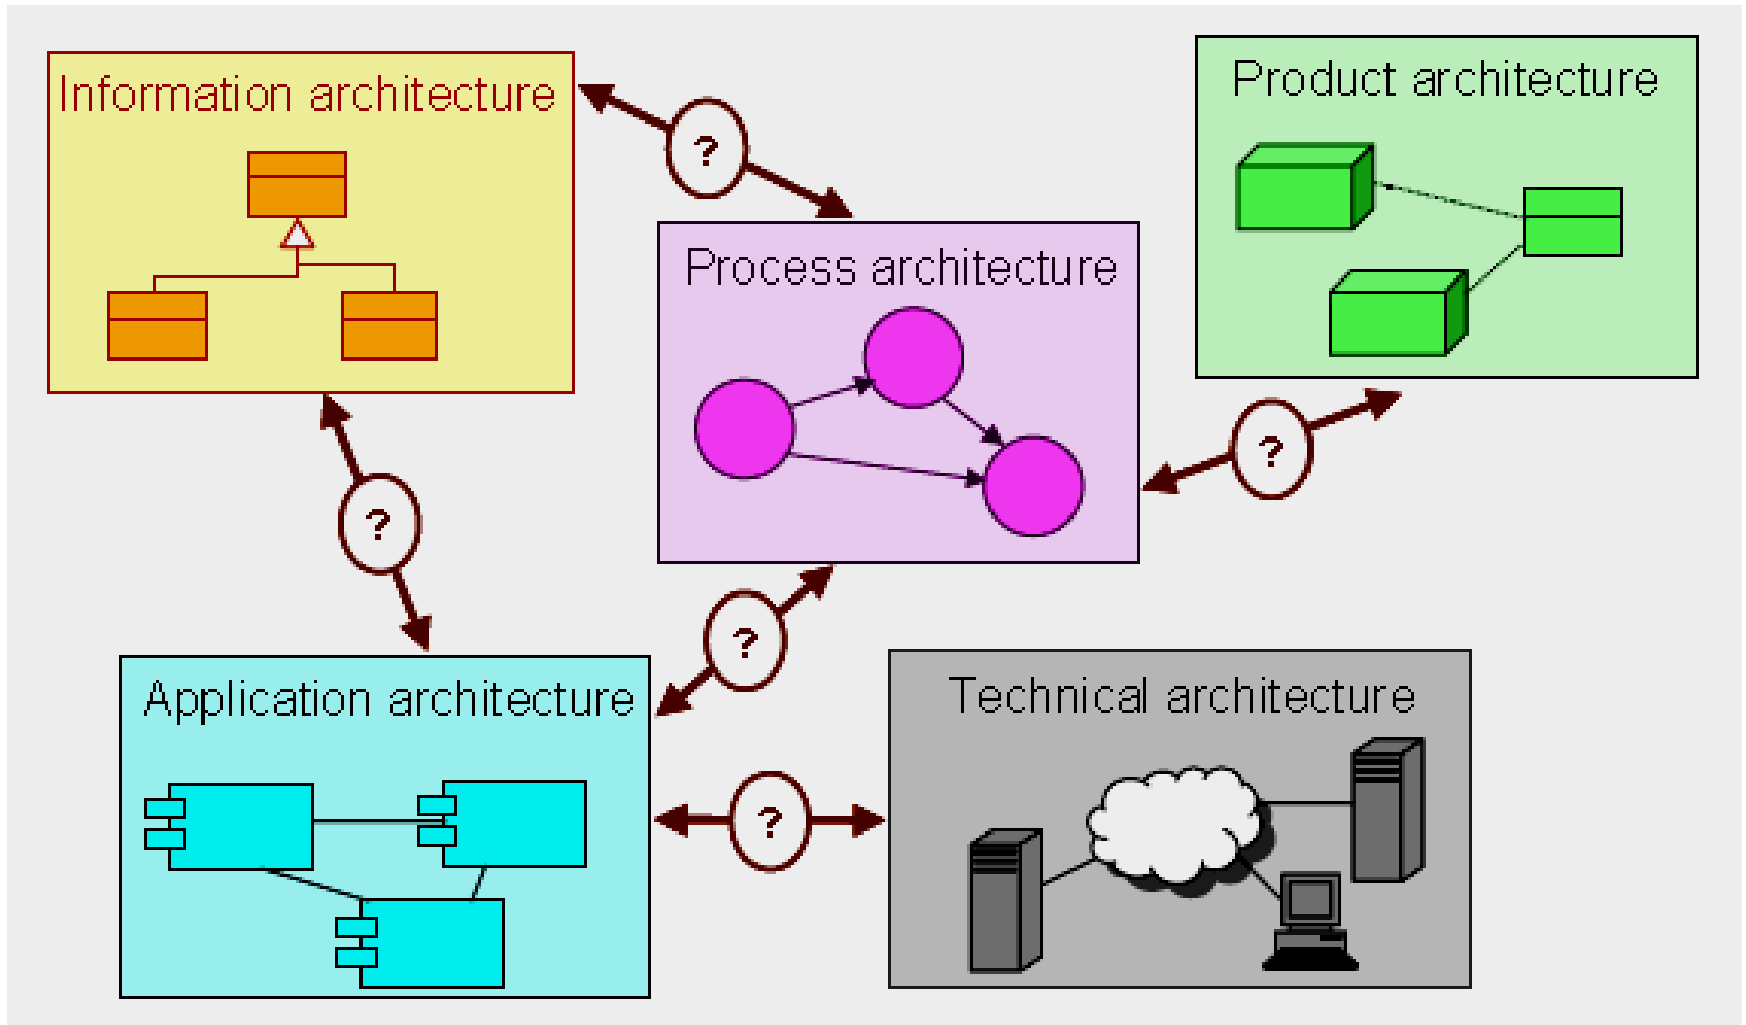 Information architecture
?
Product architecture
Process architecture
?
?
?
Application architecture
Technical architecture
?